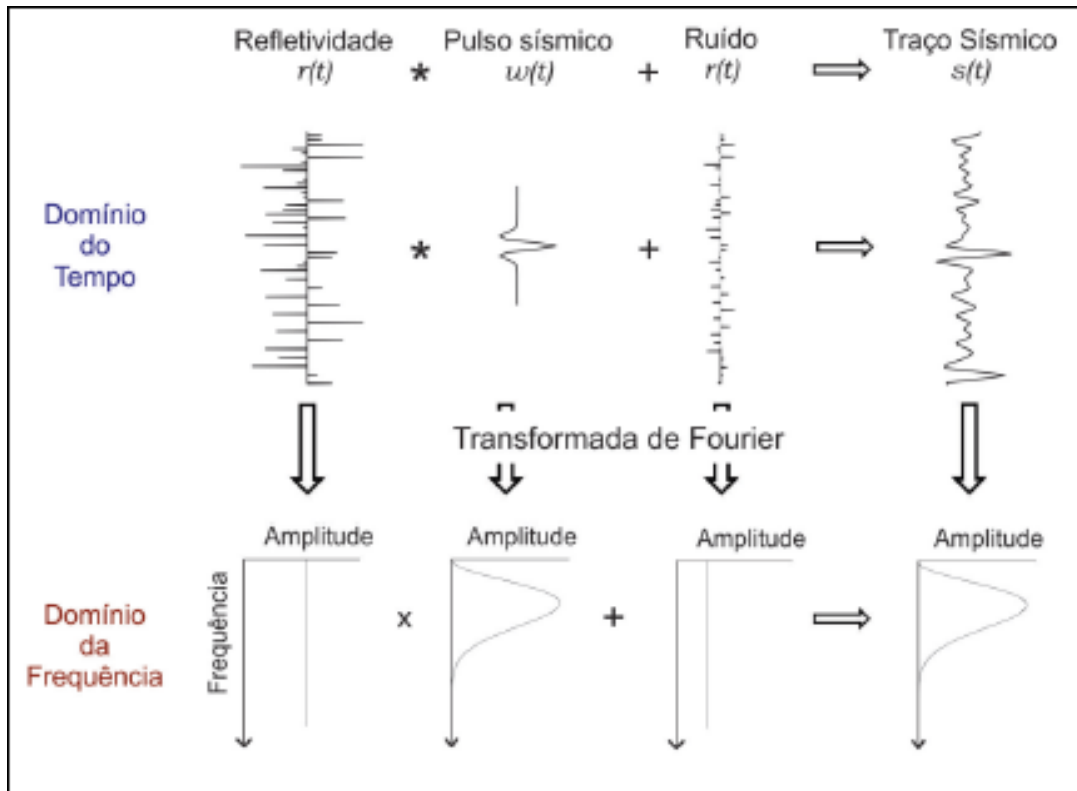 Refletividade Pulso sísmico Ruído Traço Sísmico
r(t) * w(t) + r(t) s(t)
Domínio
do
Tempo
* +
Transformada de Fourier
Amplitude Amplitude Amplitude Amplitude
Frequência
Domínio
da
Frequência
x +